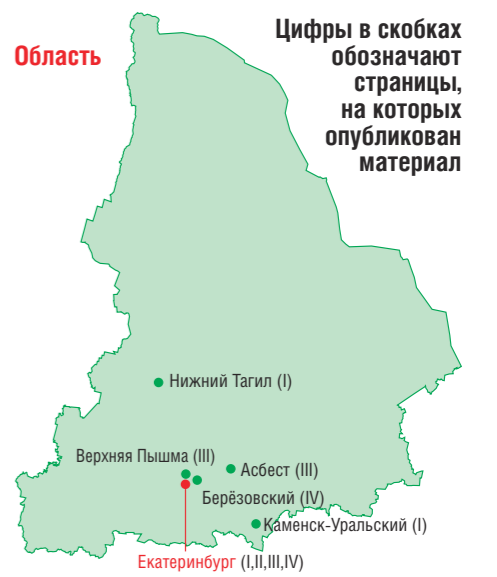 Область
Цифры в скобках
обозначают
страницы,
на которых
опубликован
материал
Нижний Тагил (I)
Верхняя Пышма (III)
Асбест (III)
Берёзовский (IV)
Каменск-Уральский (I)
Екатеринбург (I,II,III,IV)